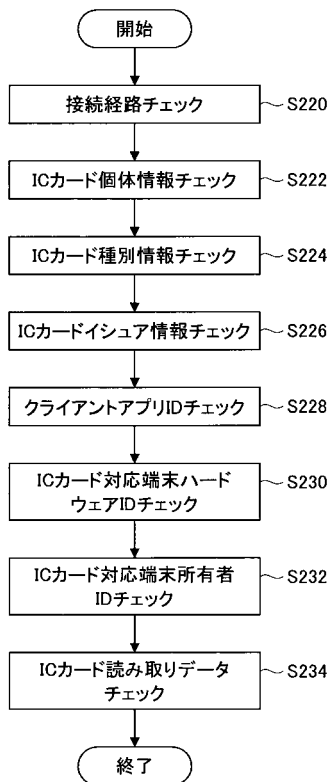 開始
接続経路チェック
S220
ICカード個体情報チェック
S222
ICカード種別情報チェック
S224
ICカードイシュア情報チェック
S226
クライアントアプリIDチェック
S228
ICカード対応端末ハード
ウェアIDチェック
S230
ICカード対応端末所有者
IDチェック
S232
ICカード読み取りデータ
チェック
S234
終了